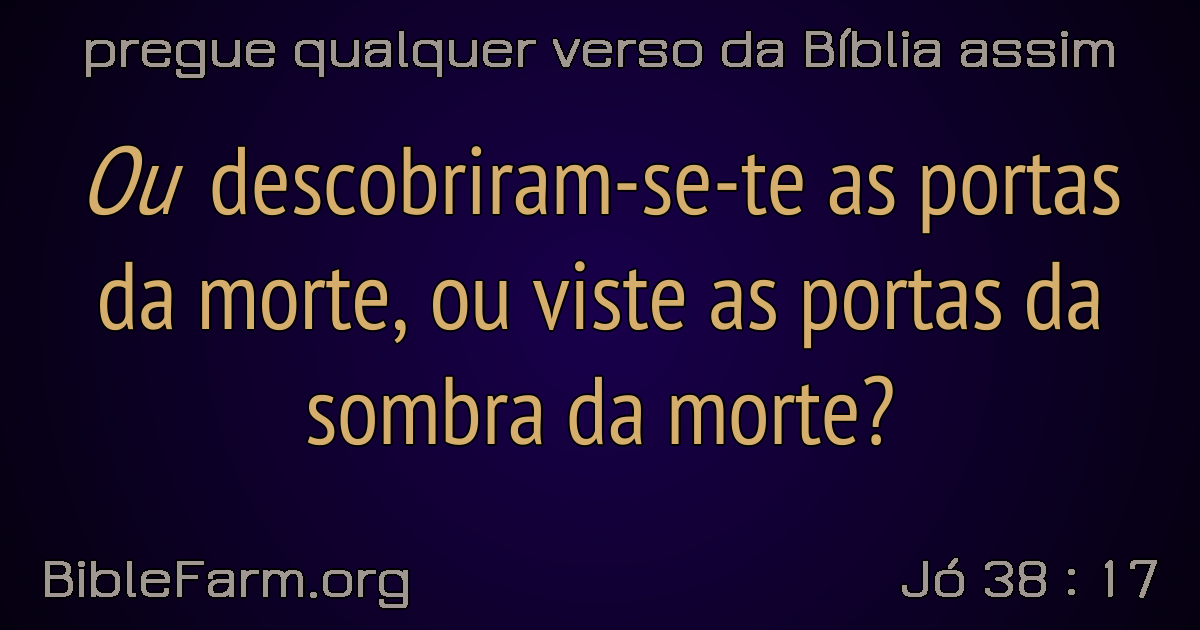 pregue qualquer verso da Bíblia assim
Ou descobriram-se-te as portas
da morte, ou viste as portas da
sombra da morte?
BibleFarm.org
Jó 38 : 17